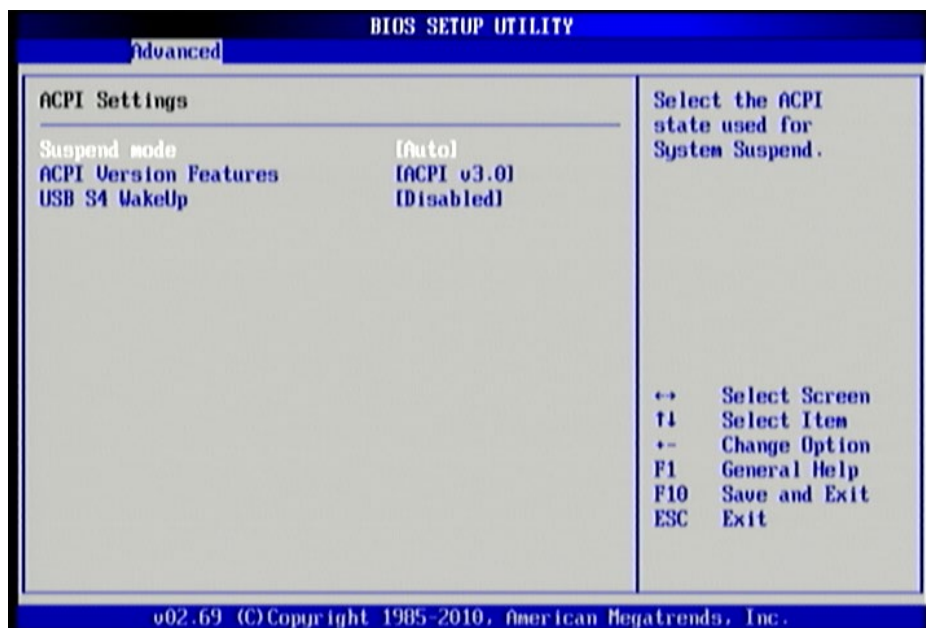 BIOS SETUP UTILITY
Advanced
ACPI Settings
Suspend mode [Auto]
ACPI Version Features [ACPI v3.0]
USB S4 WakeUp [Disabled]
Select the ACPI
state used for
System Suspend.
←→ Select Screen
↑↓ Select Item
+- Change Option
F1 General Help
F10 Save and Exit
ESC Exit
v02.69 (C)Copyright 1985-2010, American Megatrends, Inc.